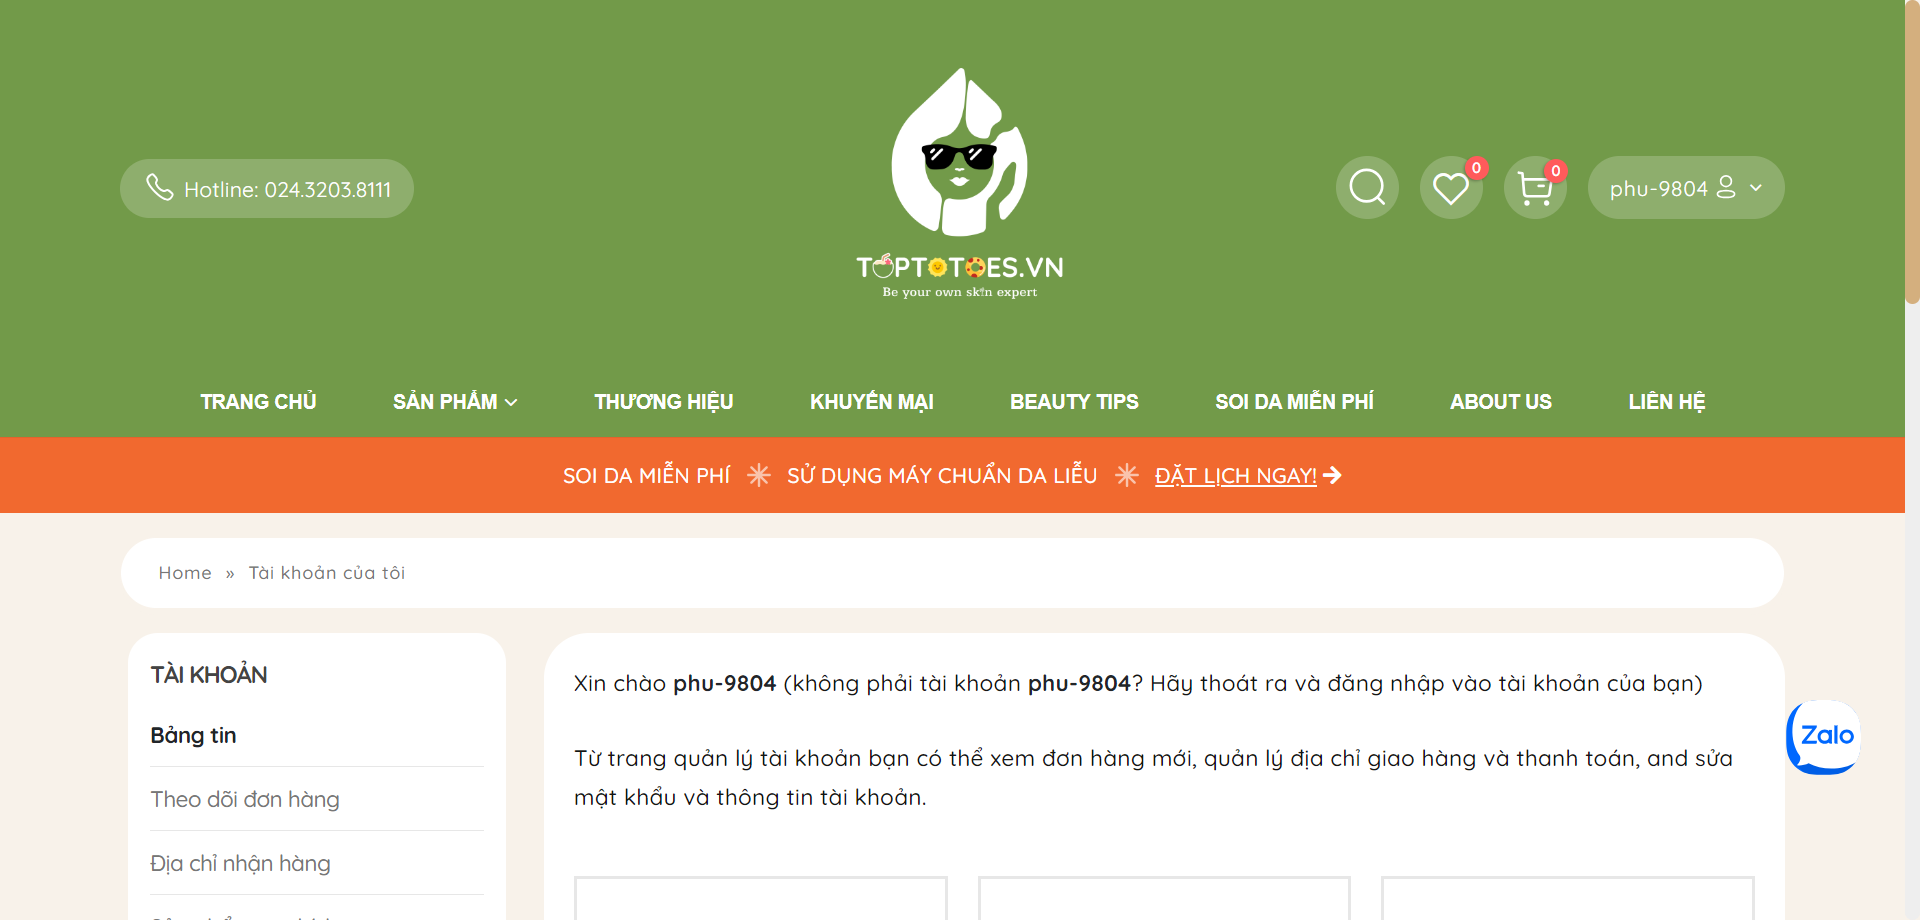 Hotline: 024.3203.8111
TOPTOTOES.VN
Be your own skin expert
0
0
phu-9804
TRANG CHỦ
SẢN PHẨM
THƯƠNG HIỆU
KHUYẾN MẠI
BEAUTY TIPS
SOI DA MIỄN PHÍ
ABOUT US
LIÊN HỆ
SOI DA MIỄN PHÍ
SỬ DỤNG MÁY CHUẨN DA LIỄU
ĐẶT LỊCH NGAY!
Home » Tài khoản của tôi
TÀI KHOẢN
Bảng tin
Theo dõi đơn hàng
Địa chỉ nhận hàng
Xin chào phu-9804 (không phải tài khoản phu-9804? Hãy thoát ra và đăng nhập vào tài khoản của bạn)
Từ trang quản lý tài khoản bạn có thể xem đơn hàng mới, quản lý địa chỉ giao hàng và thanh toán, and sửa
mật khẩu và thông tin tài khoản.
Zalo